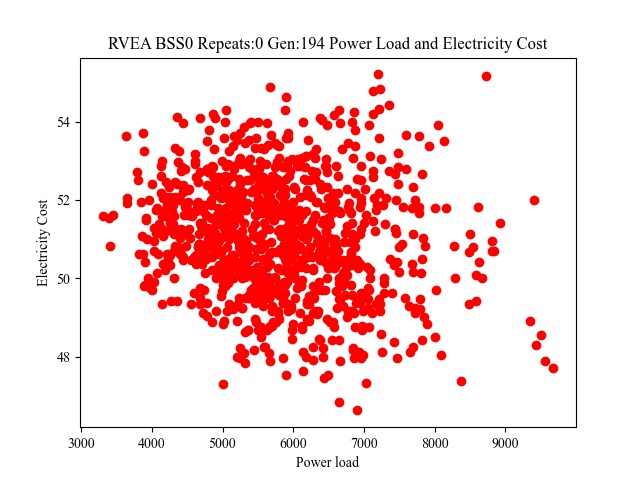 RVEA BSS0 Repeats:0 Gen:194 Power Load and Electricity Cost
Electricity Cost
54
52
50
48
3000 4000 5000 6000 7000 8000 9000
Power load